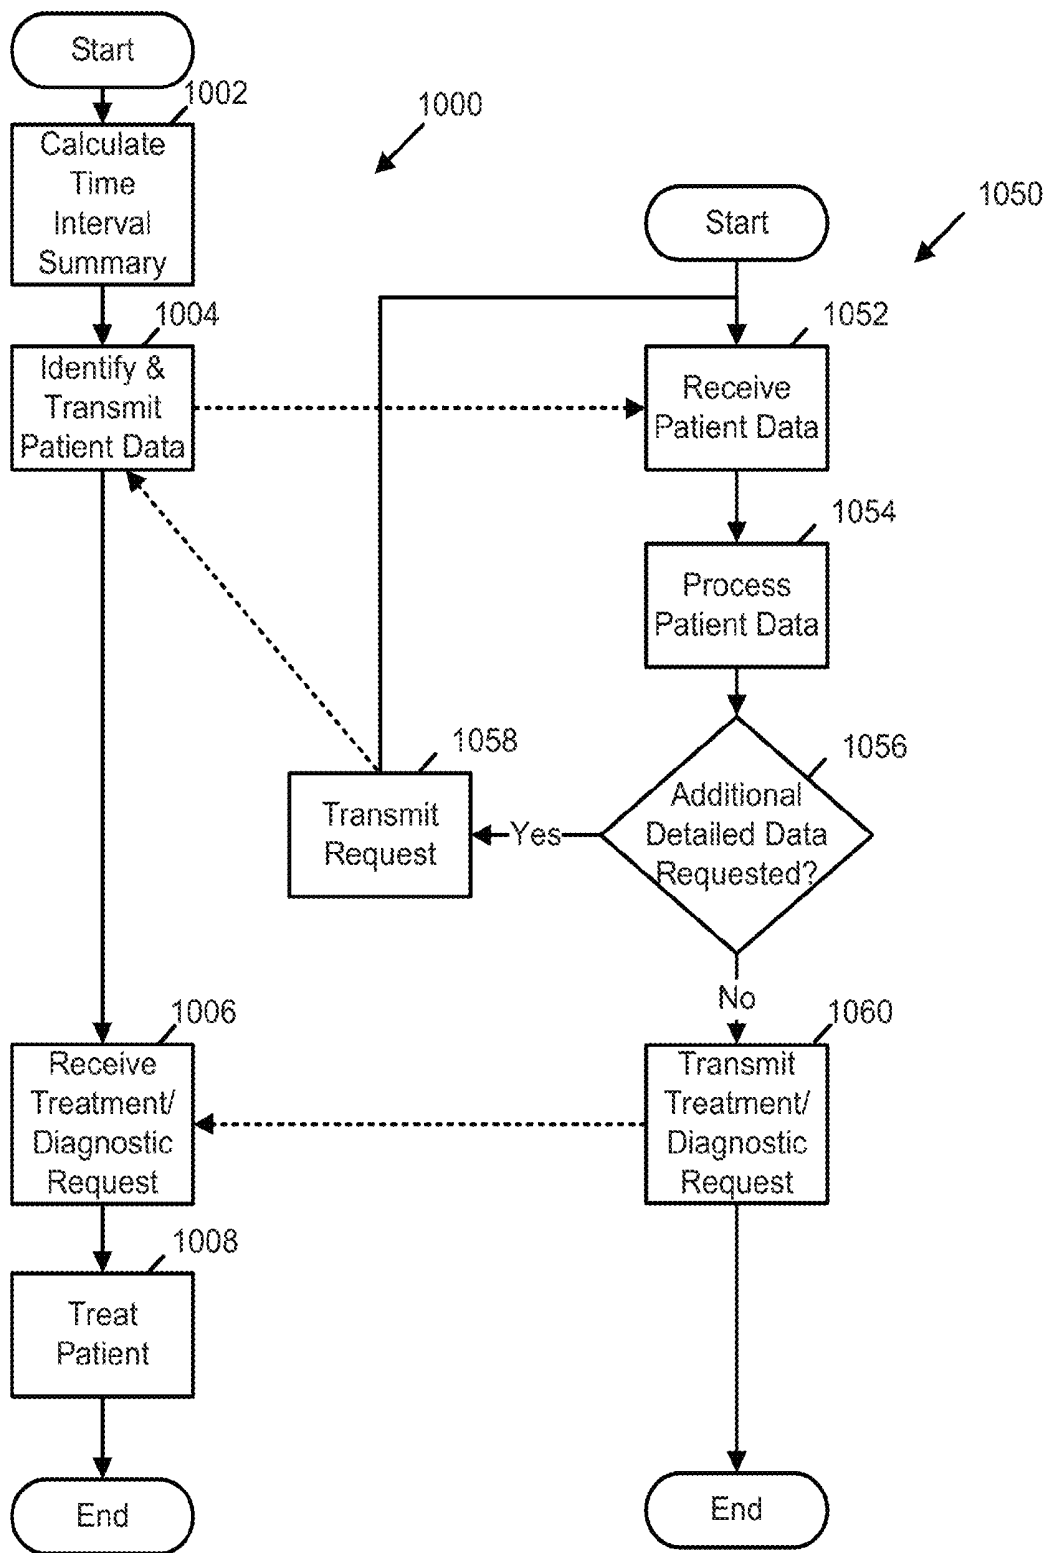 Start
1002
Calculate
Time
Interval
Summary
1000
1004
Identify &
Transmit
Patient Data
1050
Start
1052
Receive
Patient Data
1054
Process
Patient Data
1056
Additional
Detailed Data
Requested?
Yes
1058
Transmit
Request
No
1060
Transmit
Treatment/
Diagnostic
Request
1006
Receive
Treatment/
Diagnostic
Request
1008
Treat
Patient
End
End